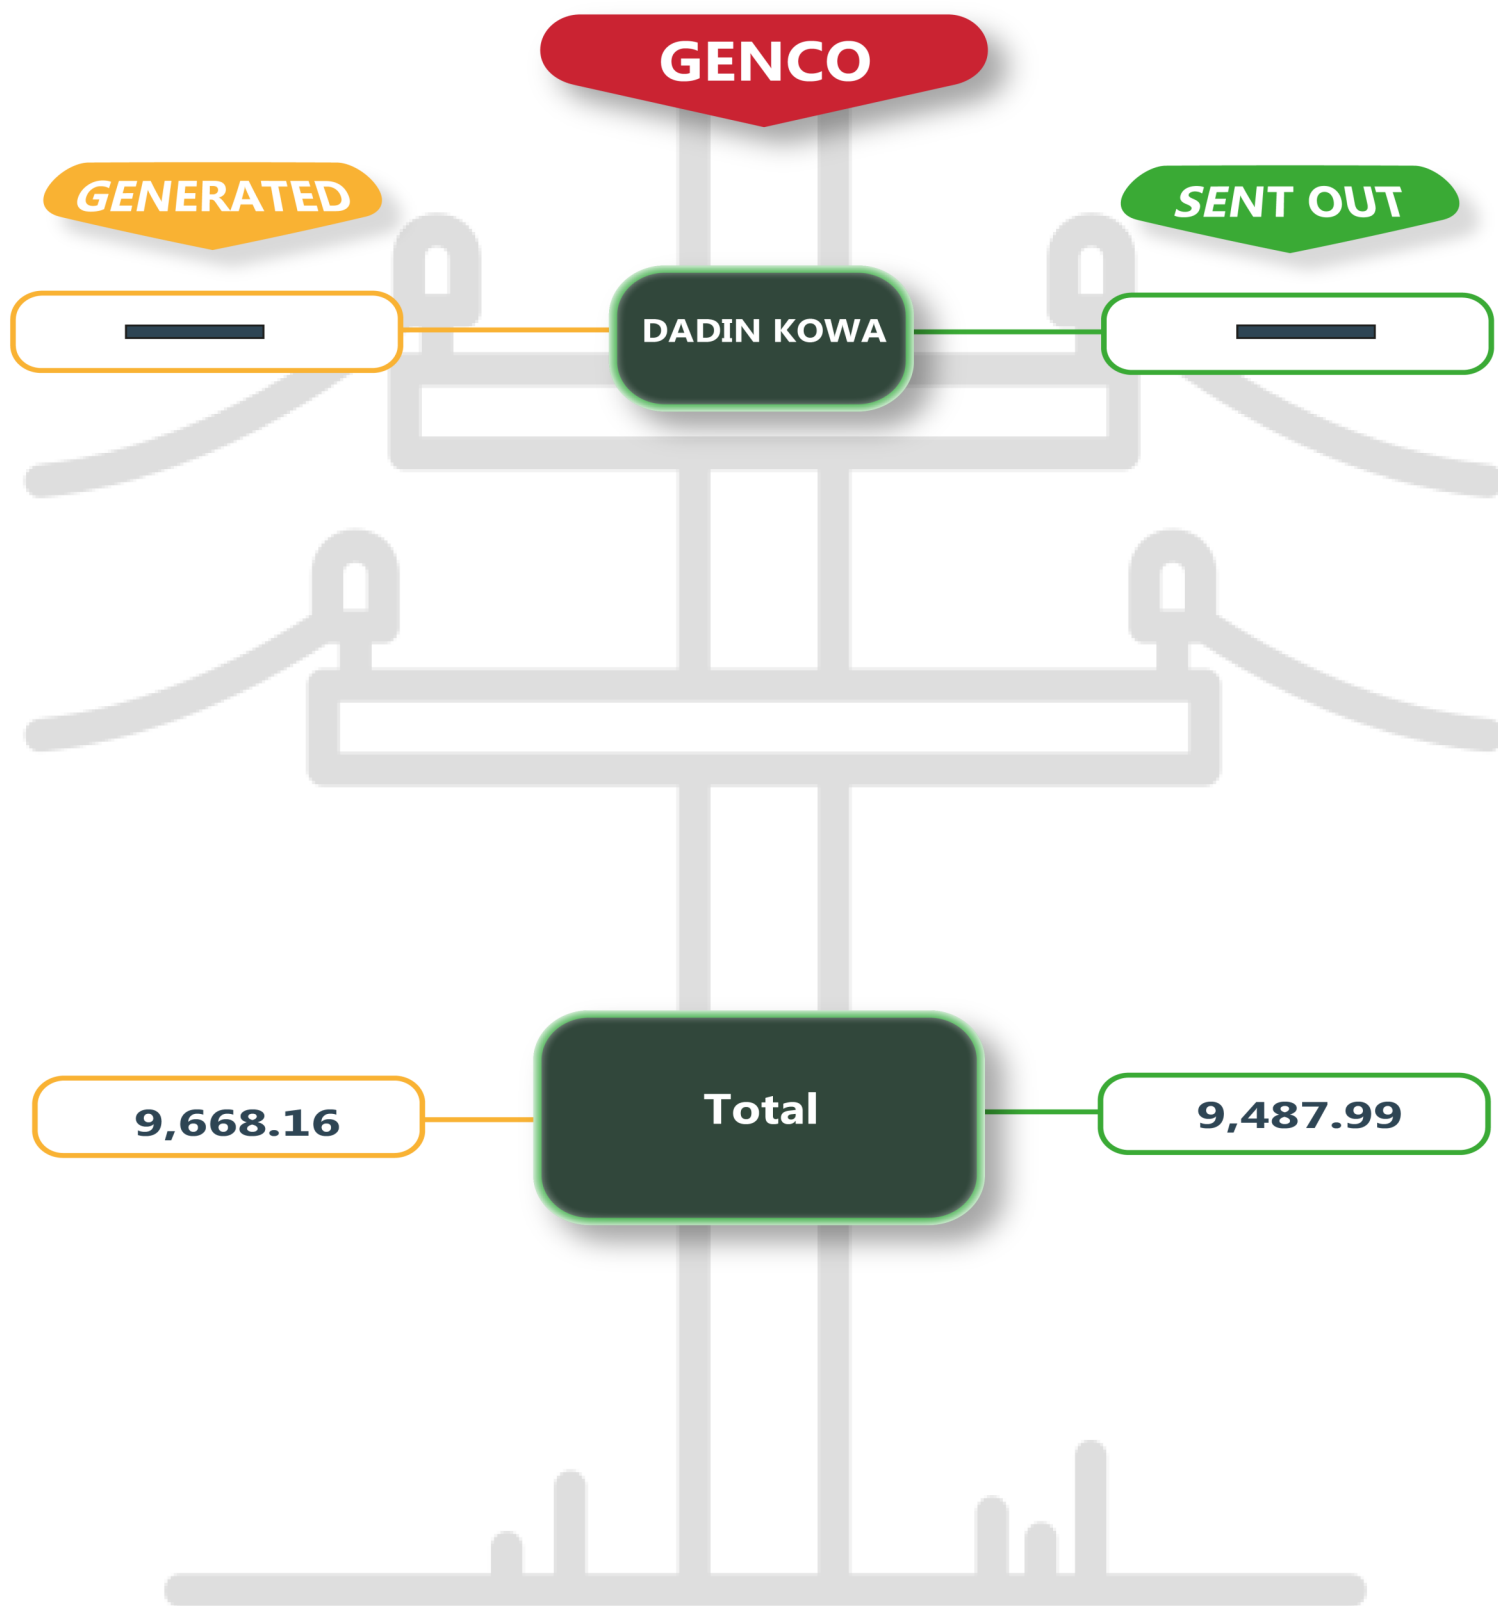 GENCO
GENERATED
SENT OUT
DADIN KOWA
Total
9,668.16
9,487.99